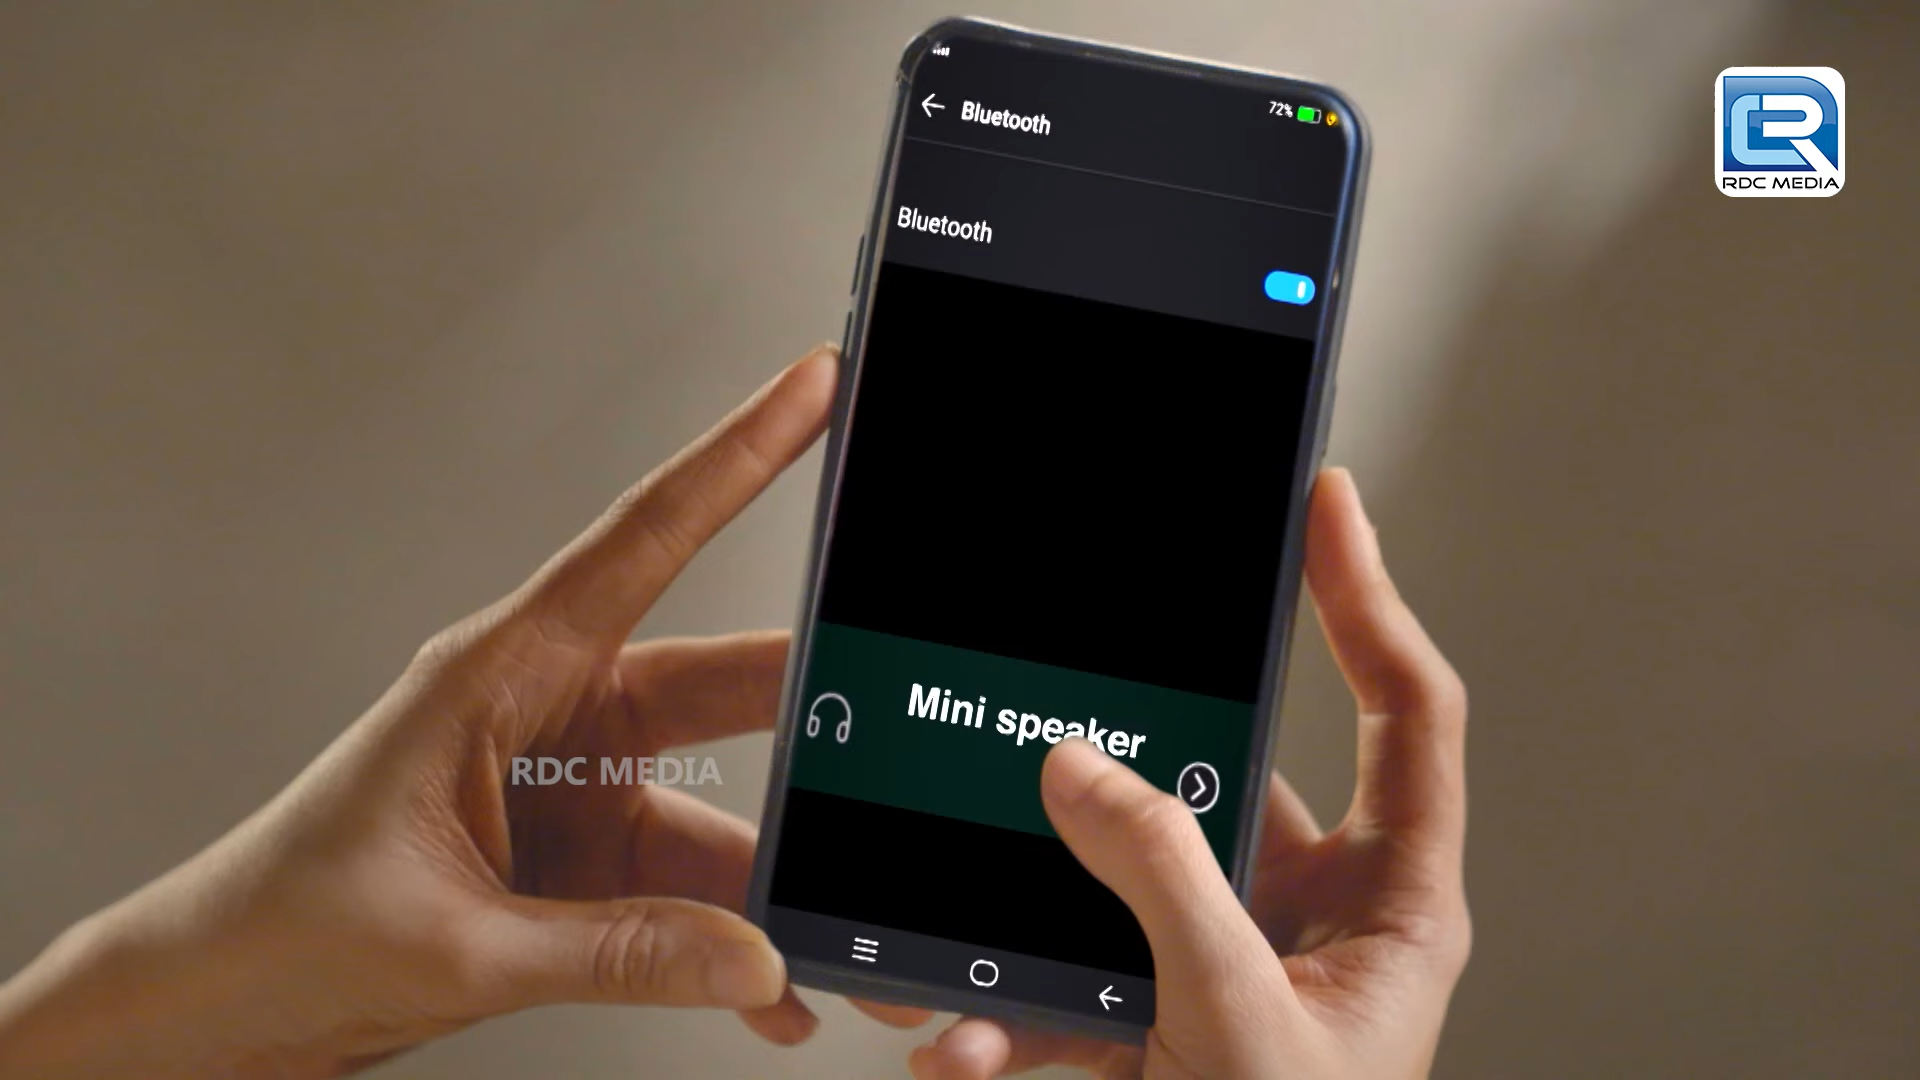 72%
Bluetooth
Bluetooth
Mini speaker
RDC MEDIA
RDC MEDIA